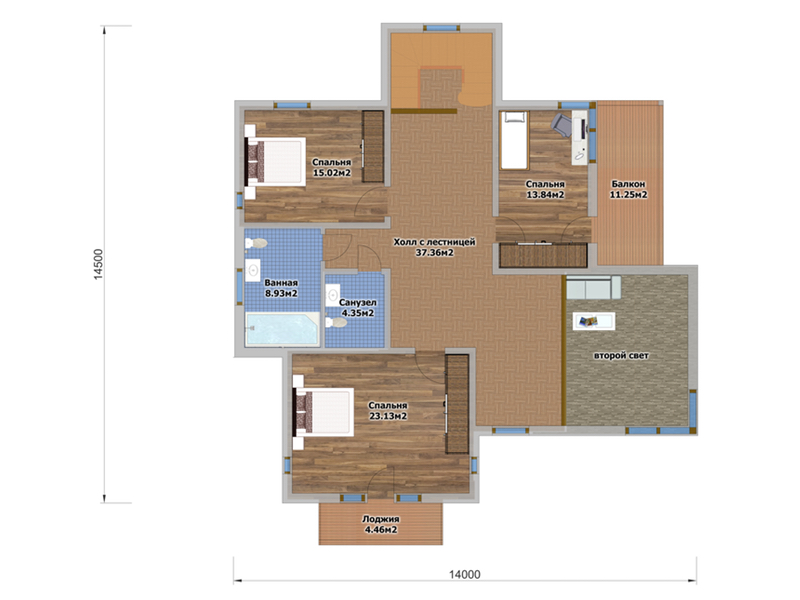 Спальня
15.02м2
Спальня
13.84м2
Балкон
11.25м2
Холл с лестницей
37.36м2
14500
Ванная
8.93м2
Санузел
4.35м2
второй свет
Спальня
23.13м2
Лоджия
4.46м2
14000